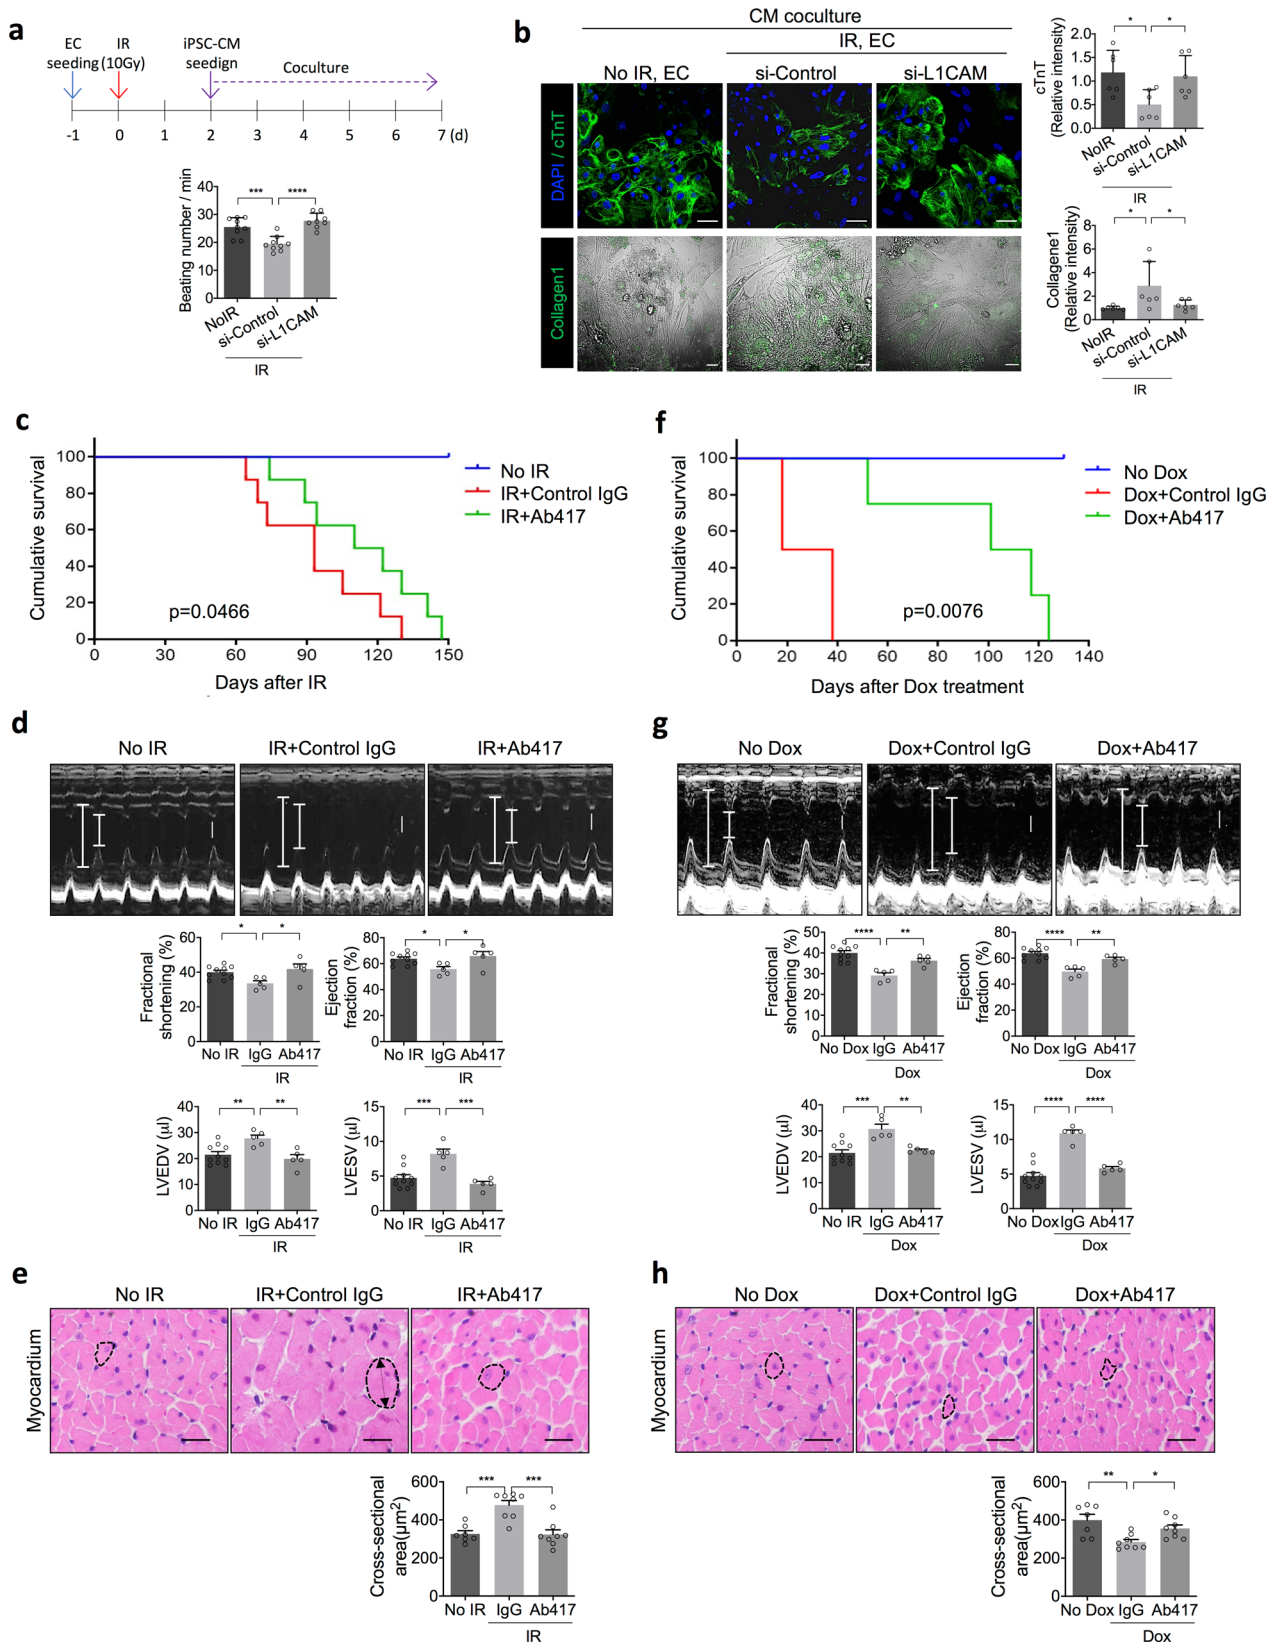 a
EC
seeding
IR
(10Gy)
iPSC-CM
seedign
Coculture
-1 0 1 2 3 4 5 6 7 (d)
Beating number / min
40
30
20
10
0
*** ****
NoIR
si-Control
si-L1CAM
IR
b
CM coculture
IR, EC
No IR, EC si-Control si-L1CAM
DAPI / cTnT
Collagen1
cTnT
(Relative intensity)
2.0
1.5
1.0
0.5
0.0
* *
NoIR
si-Control
si-L1CAM
IR
Collagene1
(Relative intensity)
8
6
4
2
0
* *
NoIR
si-Control
si-L1CAM
IR
c
Cumulative survival
100
80
60
40
20
0
p=0.0466
0 30 60 90 120 150
Days after IR
No IR
IR+Control IgG
IR+Ab417
f
Cumulative survival
100
80
60
40
20
0
p=0.0076
0 20 40 60 80 100 120 140
Days after Dox treatment
No Dox
Dox+Control IgG
Dox+Ab417
d
No IR IR+Control IgG IR+Ab417
Fractional
shortening (%)
60
40
20
0
* *
No IR IgG Ab417
IR
Ejection
fraction (%)
80
60
40
20
0
* *
No IR IgG Ab417
IR
LVEDV (µl)
40
30
20
10
0
** **
No IR IgG Ab417
IR
LVESV (µl)
15
10
5
0
*** ***
No IR IgG Ab417
IR
g
No Dox Dox+Control IgG Dox+Ab417
Fractional
shortening (%)
50
40
30
20
10
0
**** **
No Dox IgG Ab417
Dox
Ejection
fraction (%)
80
60
40
20
0
**** **
No Dox IgG Ab417
Dox
LVEDV (µl)
40
30
20
10
0
*** **
No IR IgG Ab417
Dox
LVESV (µl)
15
10
5
0
**** ****
No Dox IgG Ab417
Dox
e
No IR IR+Control IgG IR+Ab417
Myocardium
Cross-sectional
area(µm2)
600
400
200
0
*** ***
No IR IgG Ab417
IR
h
No Dox Dox+Control IgG Dox+Ab417
Myocardium
Cross-sectional
area(µm2)
600
400
200
0
** *
No Dox IgG Ab417
Dox